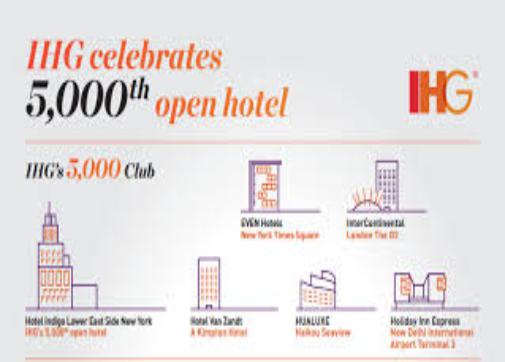 IHG celebrates
5,000th open hotel
IHG®
IHG's 5,000 Club
EVEN Hotels
New York Times Square
InterContinental
London The O2
Hotel Indigo Lower East Side New York
IHG's 5,000th open hotel
Hotel Van Zandt
A Kimpton Hotel
HUALUXE
Haikou Seaview
Holiday Inn Express
New Delhi International
Airport Terminal 3